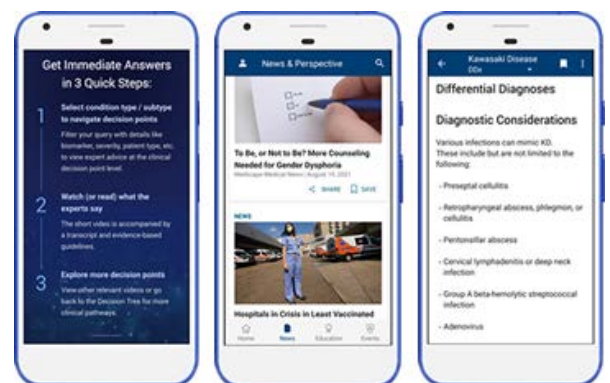 Get Immediate Answers
in 3 Quick Steps:
1
Select condition type / subtype
to navigate decision points
Filter your query with details like
biomarker, severity, patient type, etc.
to view expert advice at the clinical
decision point level.
2
Watch (or read) what the
experts say
The short video is accompanied by
a transcript and evidence-based
guidelines.
3
Explore more decision points
View other relevant videos or go
back to the Decision Tree for more
clinical pathways.
News & Perspective
To Be, or Not to Be? More Counseling
Needed for Gender Dysphoria
Medscape Medical News | August 19, 2021
SHARE SAVE
NEWS
Hospitals in Crisis in Least Vaccinated
Home News Education Events
Kawasaki Disease
DDx
Differential Diagnoses
Diagnostic Considerations
Various infections can mimic KD.
These include but are not limited to the
following:
- Preseptal cellulitis
- Retropharyngeal abscess, phlegmon, or
cellulitis
- Peritonsillar abscess
- Cervical lymphadenitis or deep neck
infection
- Group A beta-hemolytic streptococcal
infection
- Adenovirus